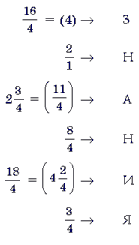 16/4 = (4) → З
2/1 → Н
2 3/4 = (11/4) → А
8/4 → Н
18/4 = (4 2/4) → И
3/4 → Я